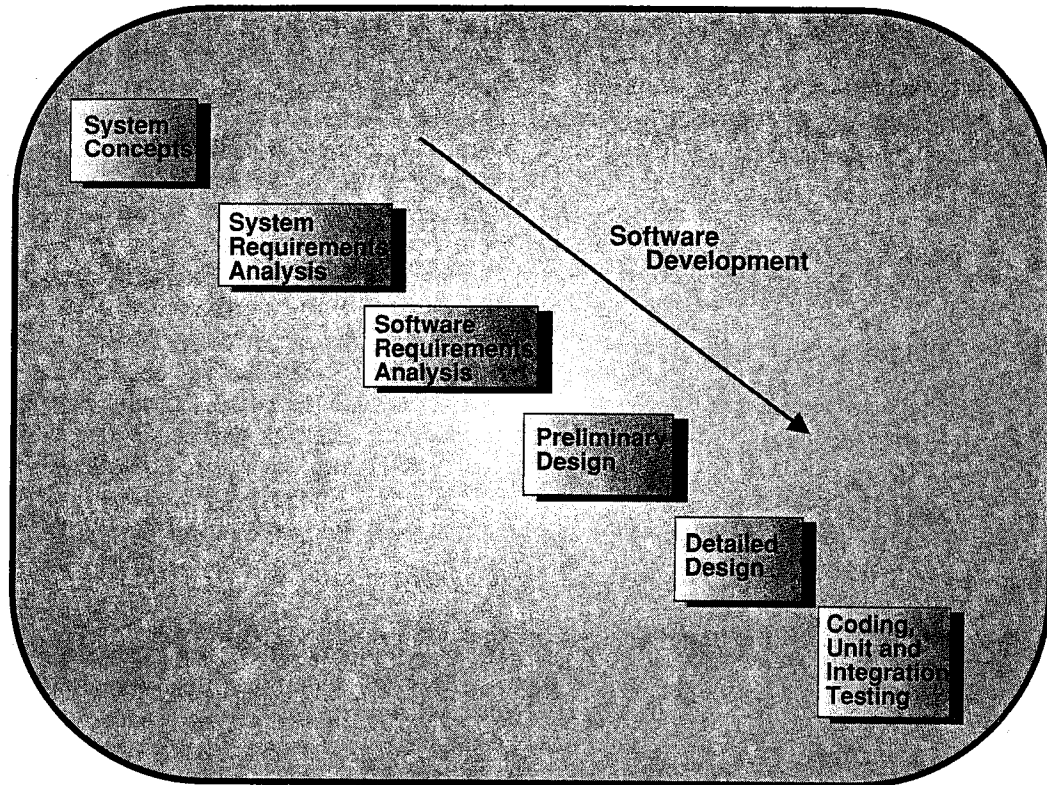 System
Concepts
System
Requirements
Analysis
Software
Development
Software
Requirements
Analysis
Preliminary
Design
Detailed
Design
Coding,
Unit and
Integration
Testing